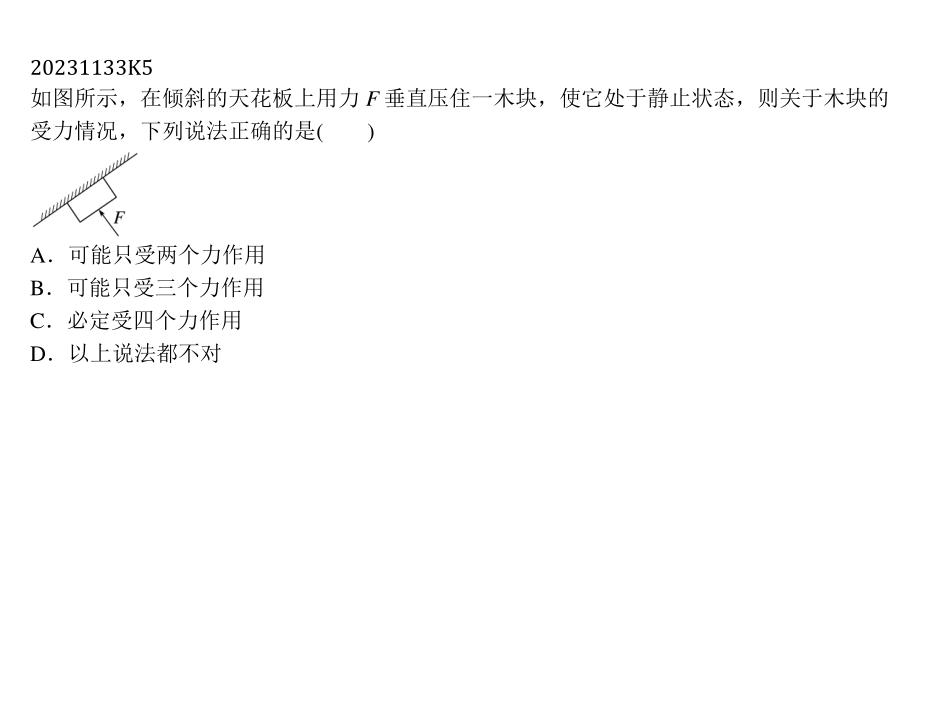 20231133K5
如图所示，在倾斜的天花板上用力 F 垂直压住一木块，使它处于静止状态，则关于木块的
受力情况，下列说法正确的是(　　)
F
A．可能只受两个力作用
B．可能只受三个力作用
C．必定受四个力作用
D．以上说法都不对